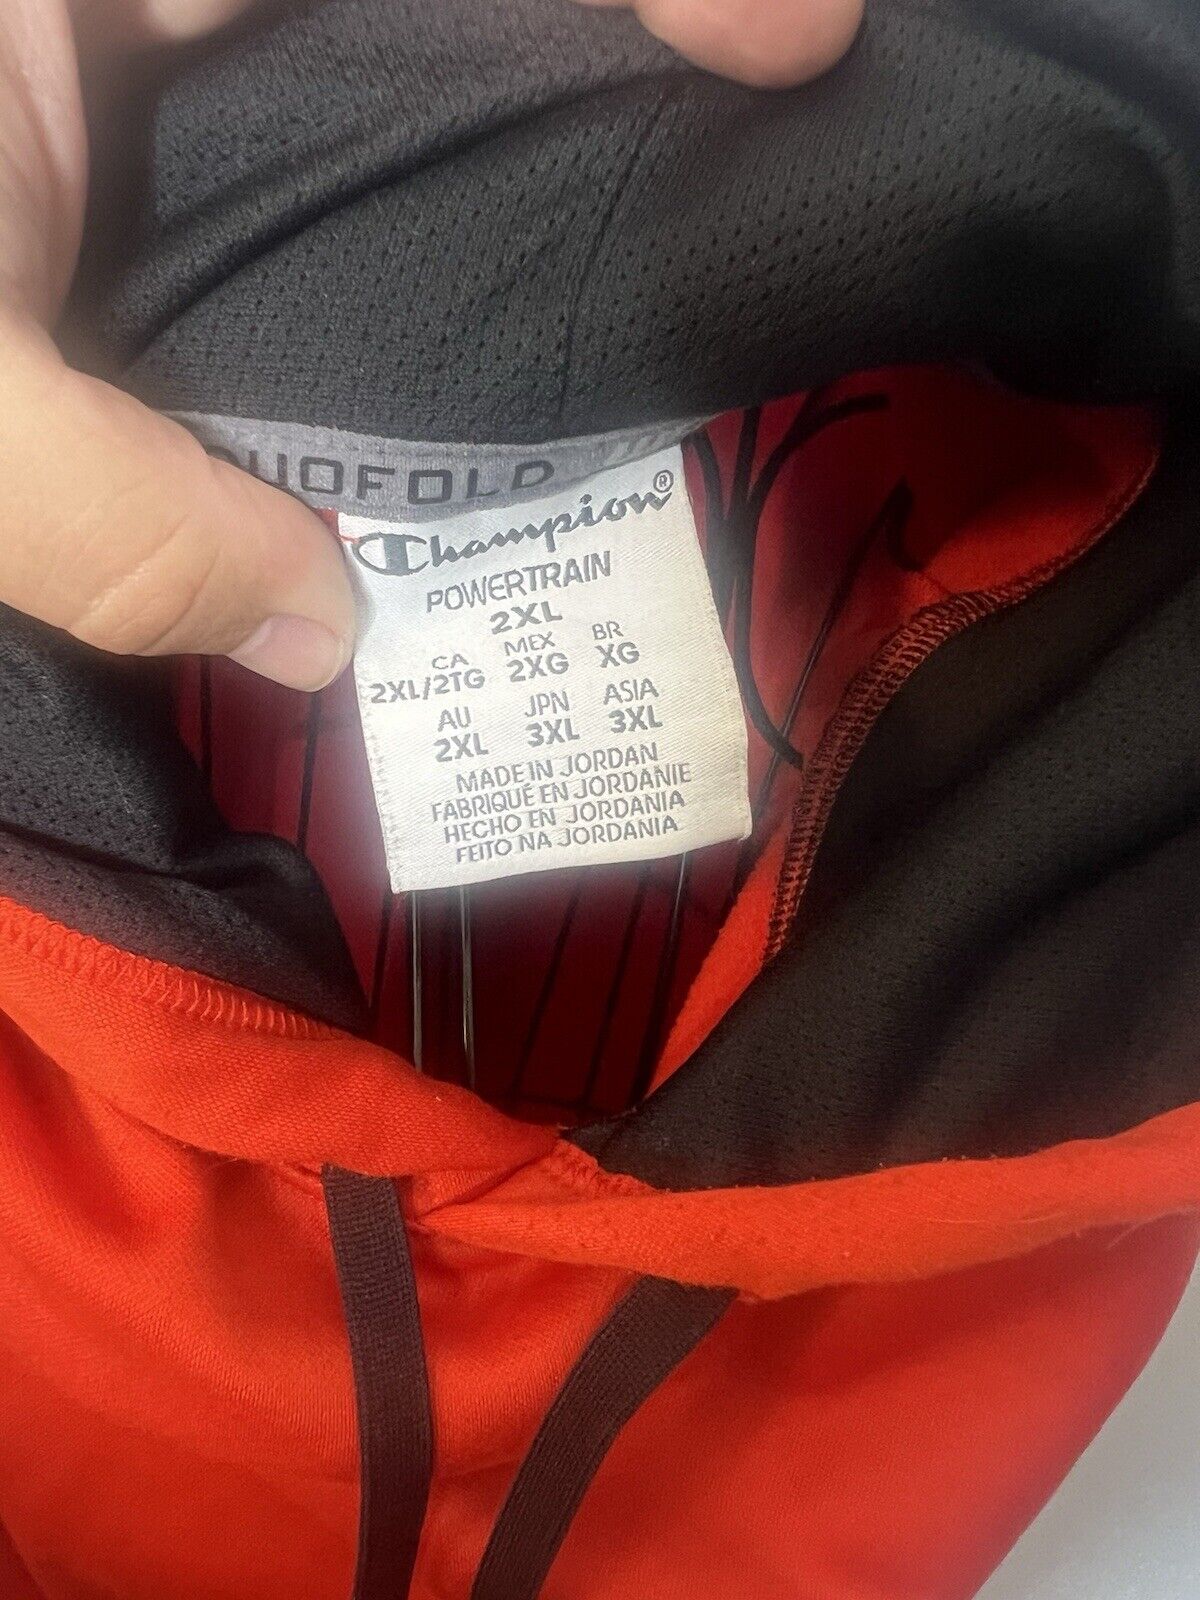 DUOFOLD
Champion®
POWERTRAIN
2XL
CA MEX BR
2XL/2TG 2XG XG
AU JPN ASIA
2XL 3XL 3XL
MADE IN JORDAN
FABRIQUÉ EN JORDANIE
HECHO EN JORDANIA
FEITO NA JORDANIA